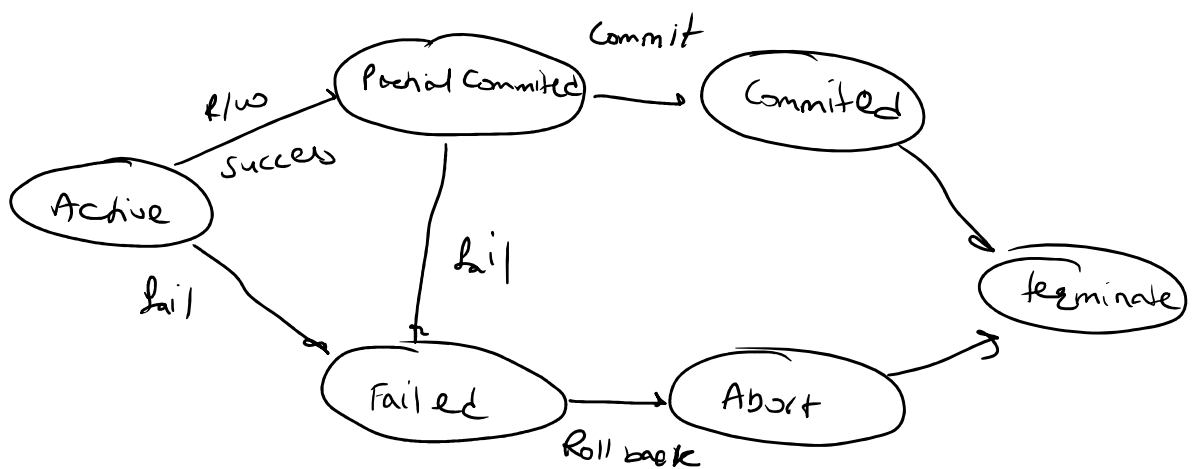 Commit
Partial Commited
Commited
R/W
success
Active
fail
fail
terminate
Failed
Abort
Roll back